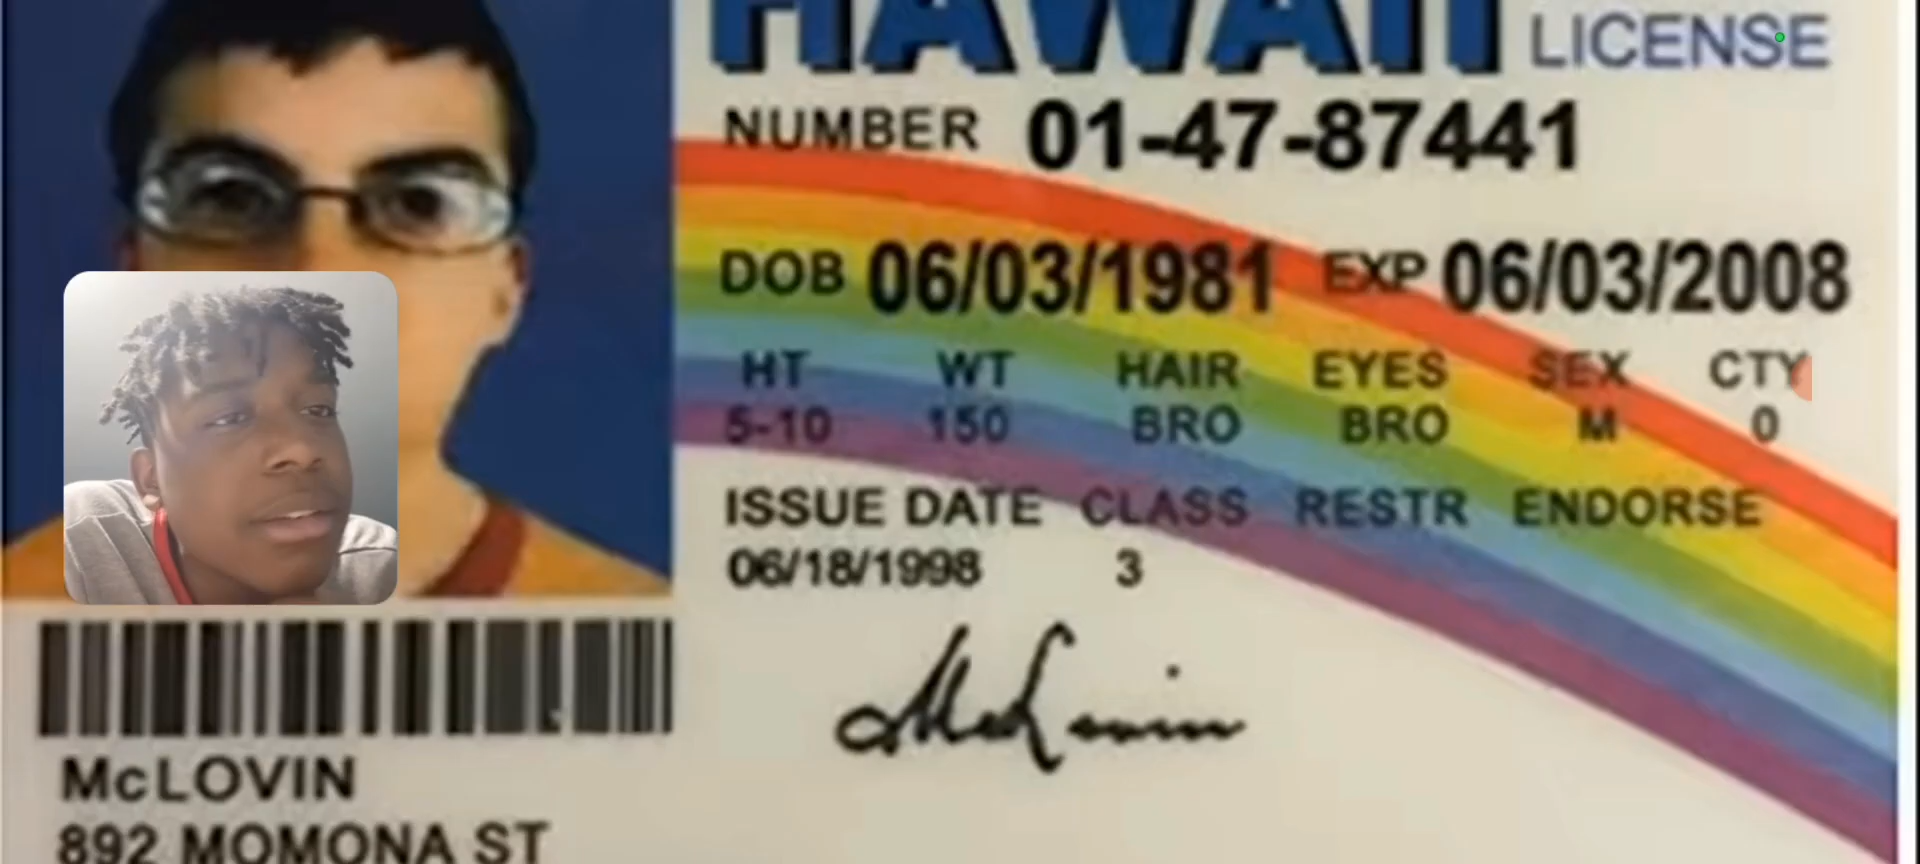 HAWAII LICENSE
NUMBER 01-47-87441
DOB 06/03/1981 EXP 06/03/2008
HT WT HAIR EYES SEX CTY
5-10 150 BRO BRO M 0
ISSUE DATE CLASS RESTR ENDORSE
06/18/1998 3
McLovin
McLOVIN
892 MOMONA ST